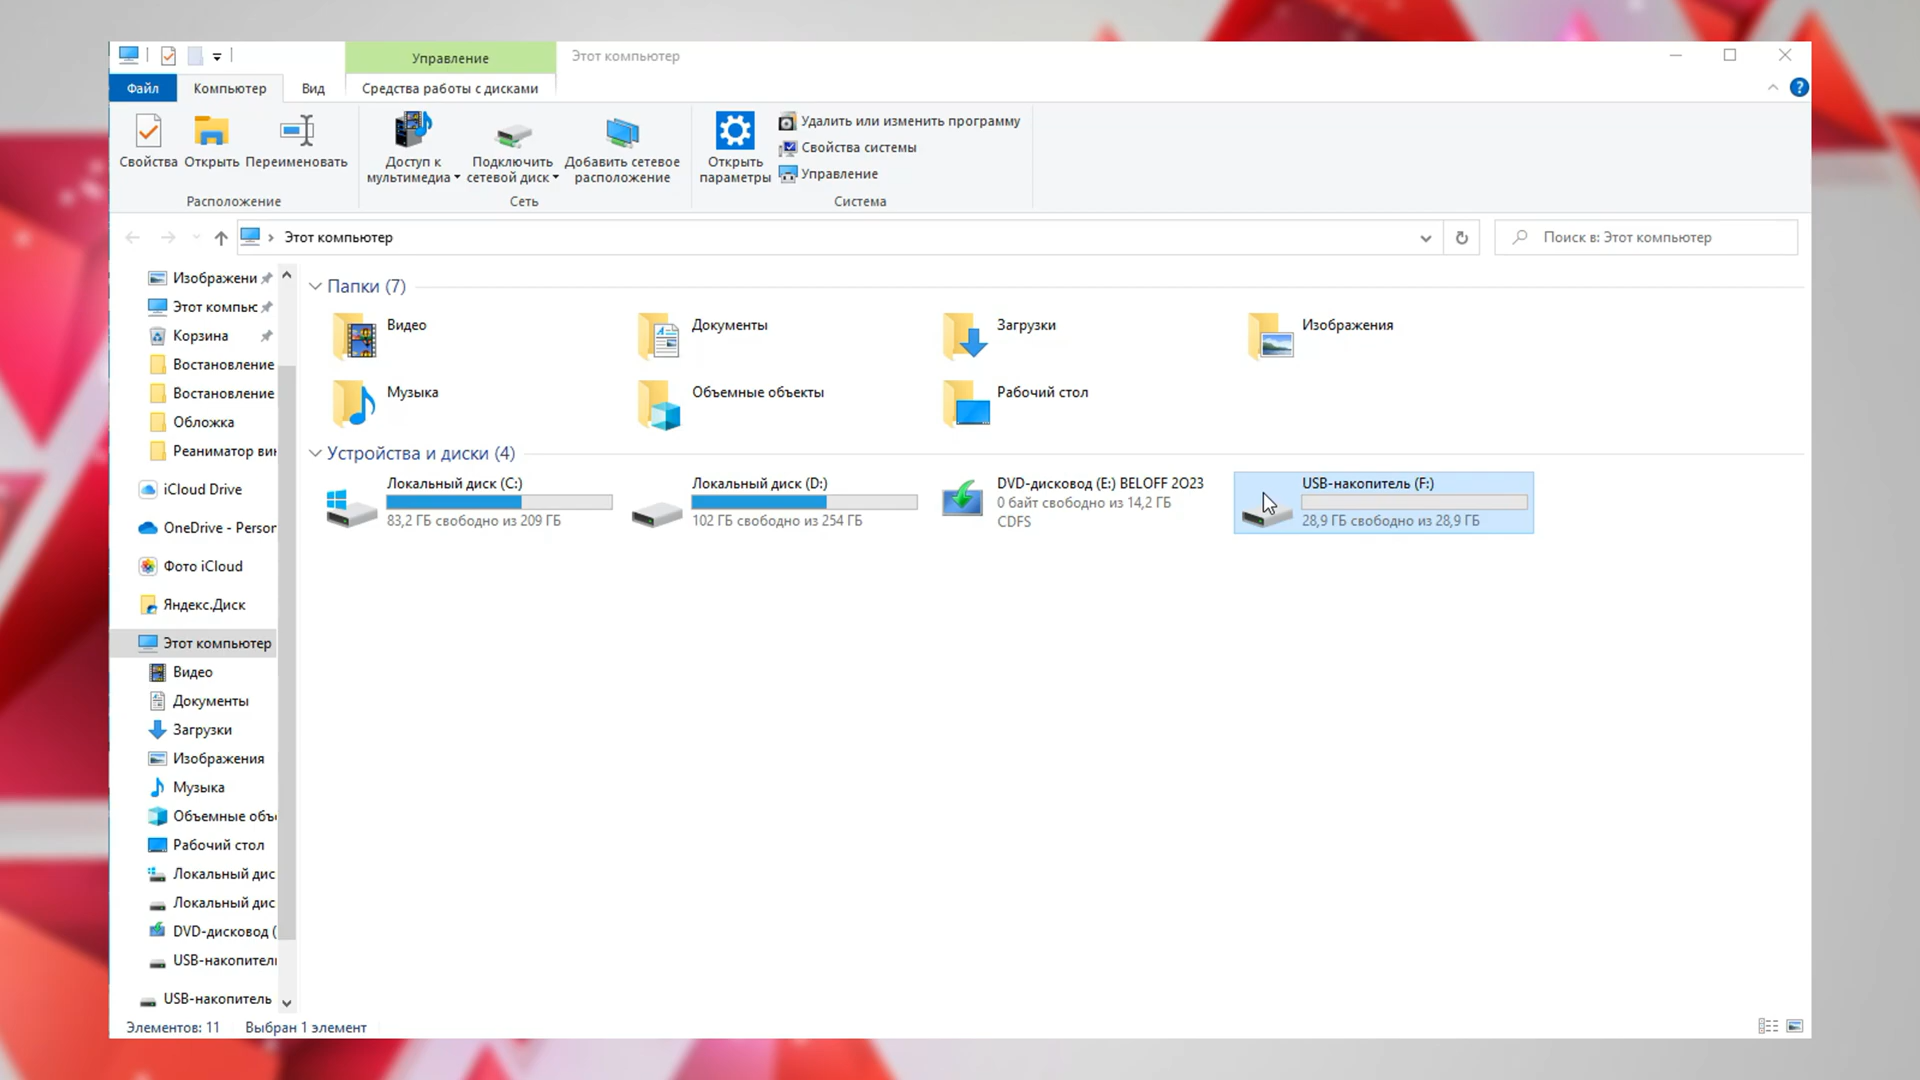 Управление
Этот компьютер
Файл
Компьютер
Вид
Средства работы с дисками
Свойства
Открыть
Переименовать
Расположение
Доступ к
мультимедиа
Подключить
сетевой диск
Добавить сетевое
расположение
Сеть
Открыть
параметры
Удалить или изменить программу
Свойства системы
Управление
Система
Этот компьютер
Поиск в: Этот компьютер
Изображени
Этот компьк
Корзина
Востановление
Востановление
Обложка
Реаниматор вин
iCloud Drive
OneDrive - Person
Фото iCloud
Яндекс.Диск
Этот компьютер
Видео
Документы
Загрузки
Изображения
Музыка
Объемные объ
Рабочий стол
Локальный дис
Локальный дис
DVD-дисковод (
USB-накопител
USB-накопитель
Папки (7)
Видео
Документы
Загрузки
Изображения
Музыка
Объемные объекты
Рабочий стол
Устройства и диски (4)
Локальный диск (C:)
83,2 ГБ свободно из 209 ГБ
Локальный диск (D:)
102 ГБ свободно из 254 ГБ
DVD-дисковод (E:) BELOFF 2O23
0 байт свободно из 14,2 ГБ
CDFS
USB-накопитель (F:)
28,9 ГБ свободно из 28,9 ГБ
Элементов: 11
Выбран 1 элемент